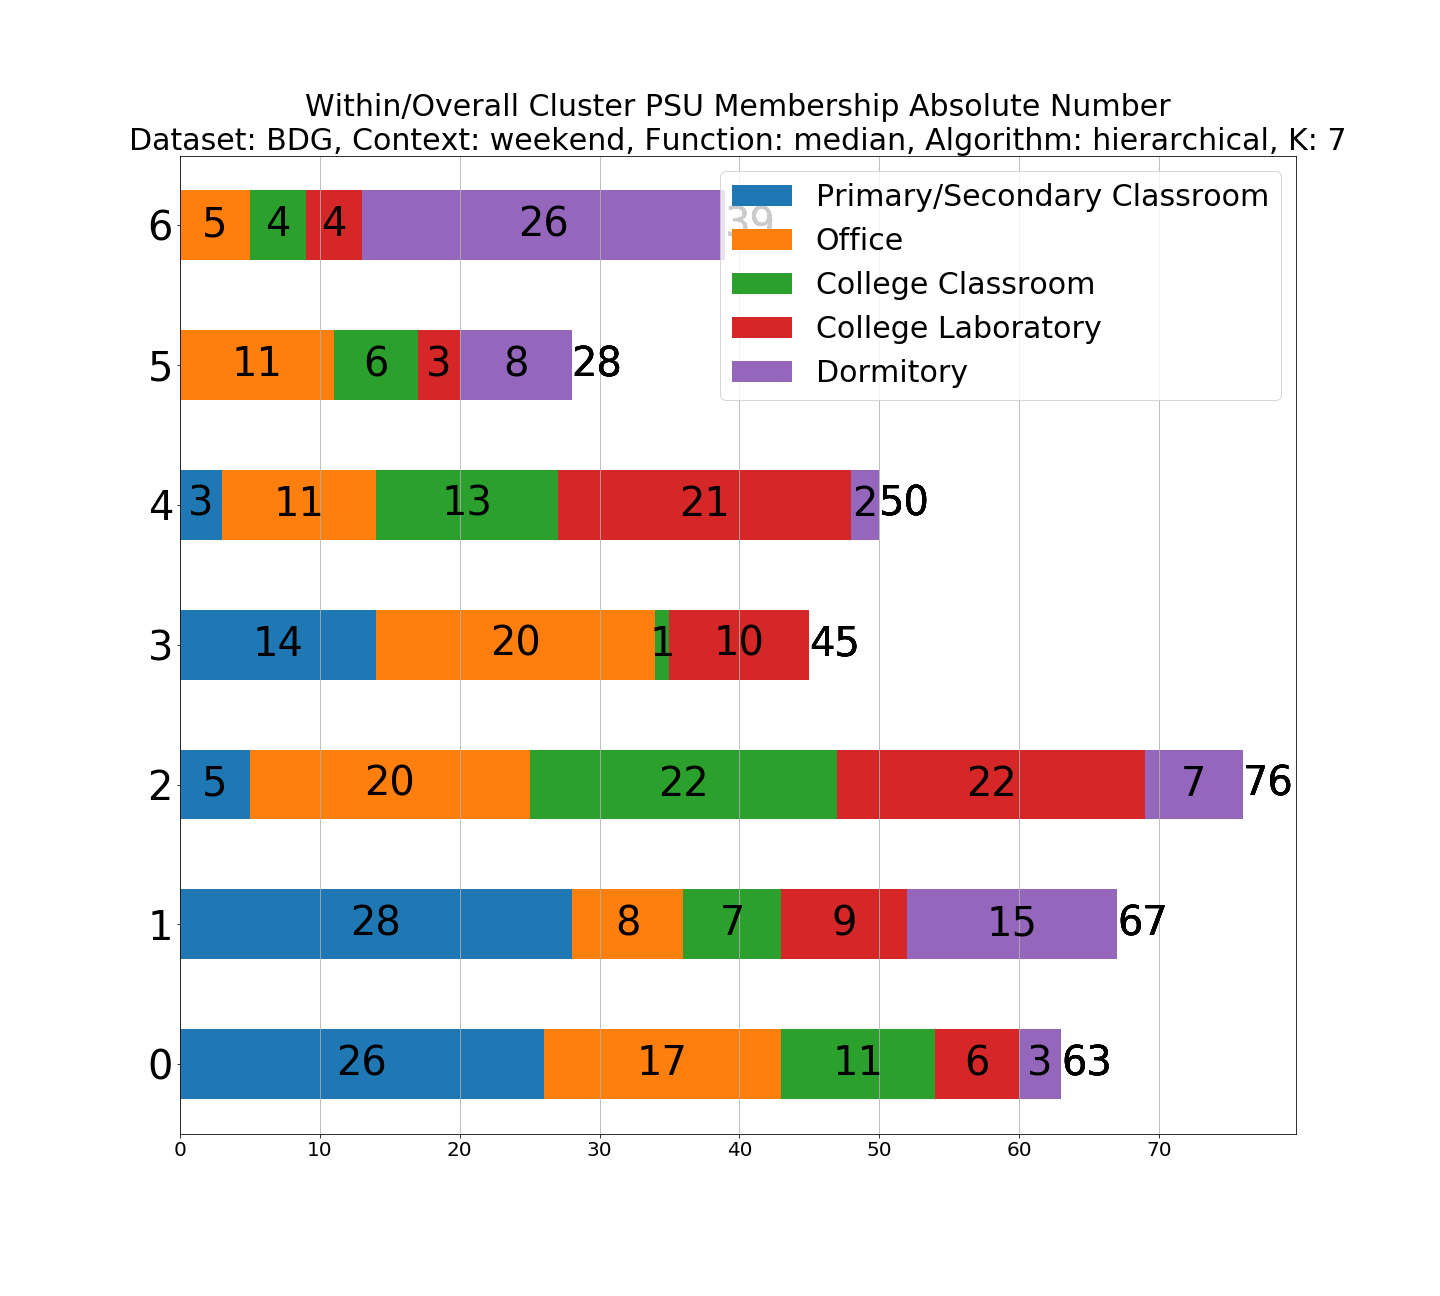 Within/Overall Cluster PSU Membership Absolute Number
Dataset: BDG, Context: weekend, Function: median, Algorithm: hierarchical, K: 7
Primary/Secondary Classroom
Office
College Classroom
College Laboratory
Dormitory
6 5 4 4 26 39
5 11 6 3 8 28
4 3 11 13 21 2 50
3 14 20 1 10 45
2 5 20 22 22 7 76
1 28 8 7 9 15 67
0 26 17 11 6 3 63
0 10 20 30 40 50 60 70